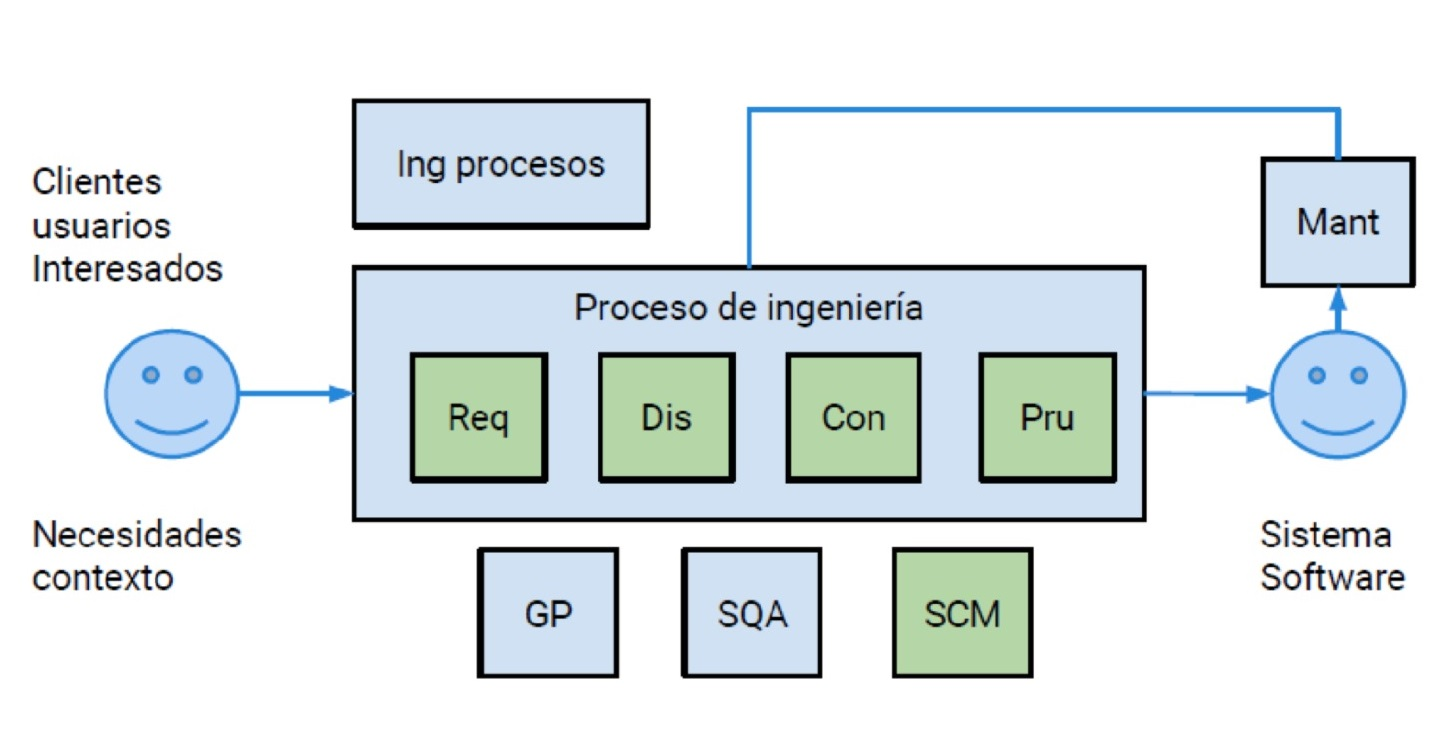 Ing procesos
Clientes
usuarios
Interesados
Mant
Proceso de ingeniería
Req
Dis
Con
Pru
Necesidades
contexto
Sistema
Software
GP
SQA
SCM